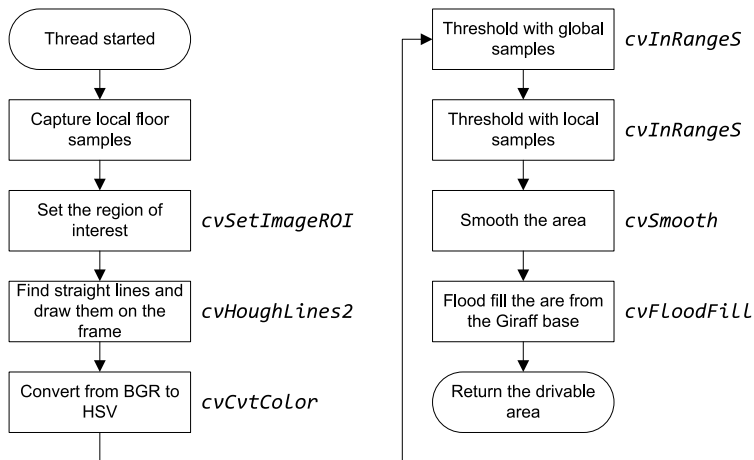 Thread started
Capture local floor
samples
Set the region of
interest
cvSetImageROI
Find straight lines and
draw them on the
frame
cvHoughLines2
Convert from BGR to
HSV
cvCvtColor
Threshold with global
samples
cvInRangeS
Threshold with local
samples
cvInRangeS
Smooth the area
cvSmooth
Flood fill the are from
the Giraff base
cvFloodFill
Return the drivable
area